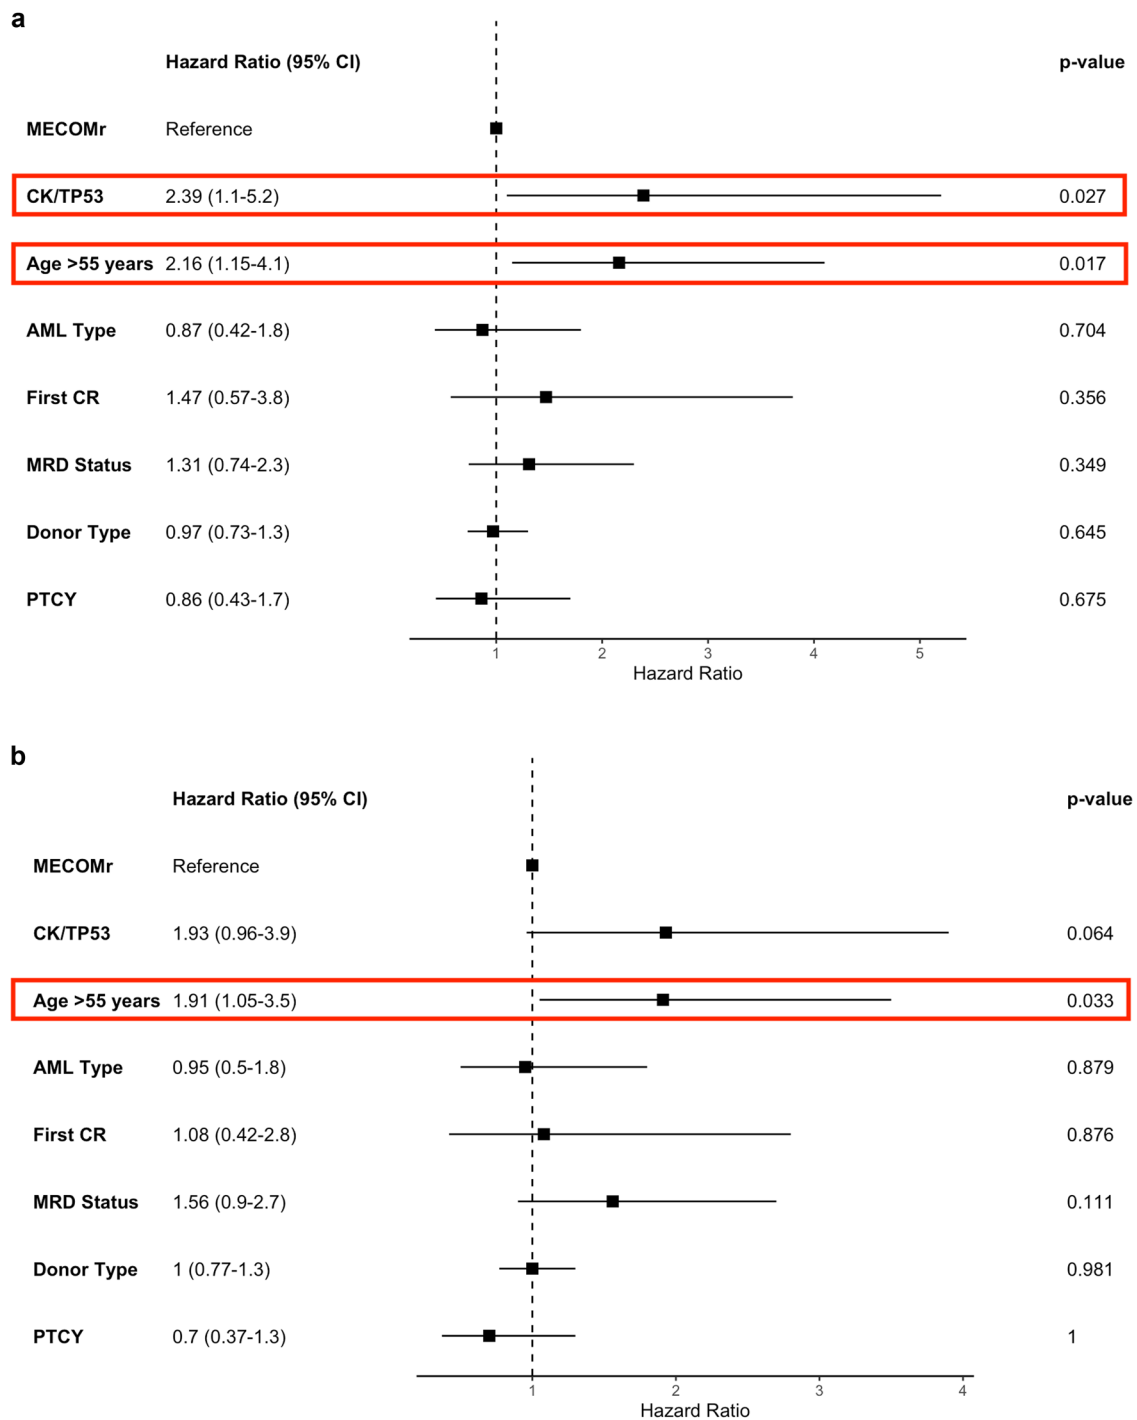 a
Hazard Ratio (95% CI) p-value
MECOMr Reference
CK/TP53 2.39 (1.1-5.2) 0.027
Age >55 years 2.16 (1.15-4.1) 0.017
AML Type 0.87 (0.42-1.8) 0.704
First CR 1.47 (0.57-3.8) 0.356
MRD Status 1.31 (0.74-2.3) 0.349
Donor Type 0.97 (0.73-1.3) 0.645
PTCY 0.86 (0.43-1.7) 0.675
1 2 3 4 5
Hazard Ratio
b
Hazard Ratio (95% CI) p-value
MECOMr Reference
CK/TP53 1.93 (0.96-3.9) 0.064
Age >55 years 1.91 (1.05-3.5) 0.033
AML Type 0.95 (0.5-1.8) 0.879
First CR 1.08 (0.42-2.8) 0.876
MRD Status 1.56 (0.9-2.7) 0.111
Donor Type 1 (0.77-1.3) 0.981
PTCY 0.7 (0.37-1.3) 1
1 2 3 4
Hazard Ratio